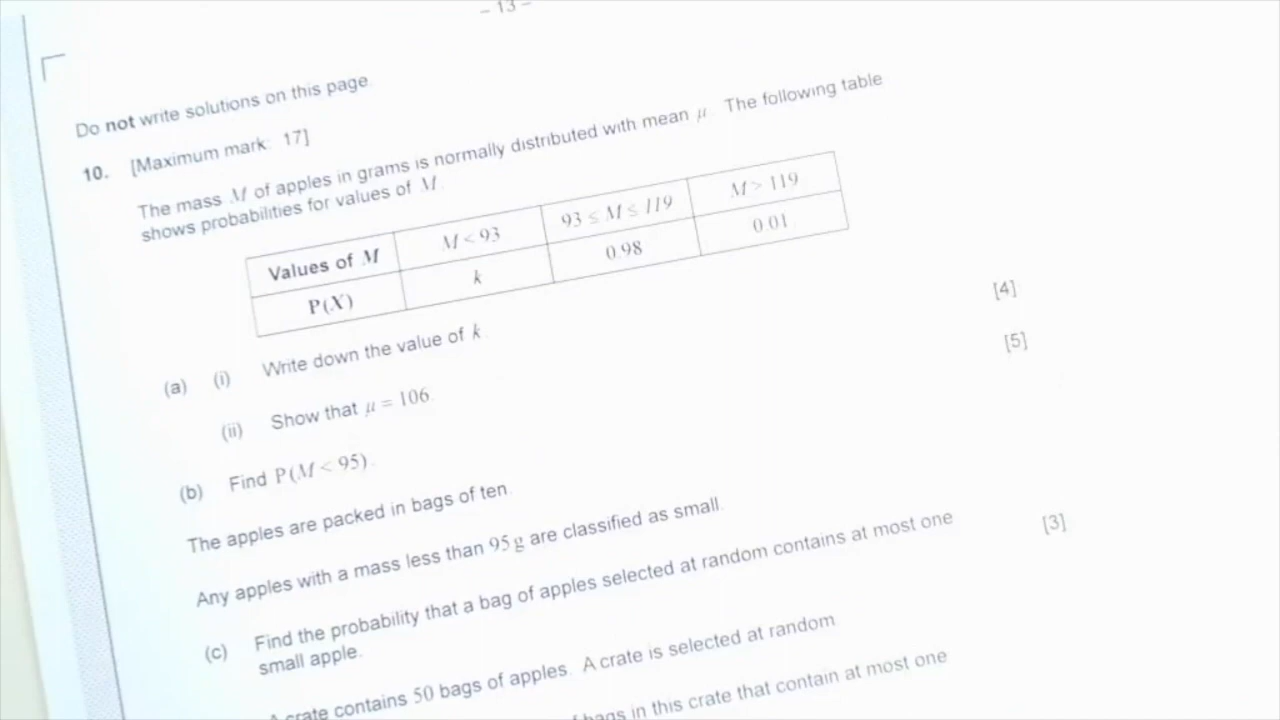 – 13 –
Do not write solutions on this page.
10. [Maximum mark: 17]
The mass M of apples in grams is normally distributed with mean μ. The following table
shows probabilities for values of M.
Values of M M < 93 93 ≤ M ≤ 119 M > 119
P(X) k 0.98 0.01
(a) (i) Write down the value of k.
(ii) Show that μ = 106. [4]
(b) Find P(M < 95). [5]
The apples are packed in bags of ten.
Any apples with a mass less than 95 g are classified as small.
(c) Find the probability that a bag of apples selected at random contains at most one
small apple. [3]
crate contains 50 bags of apples. A crate is selected at random.
bags in this crate that contain at most one